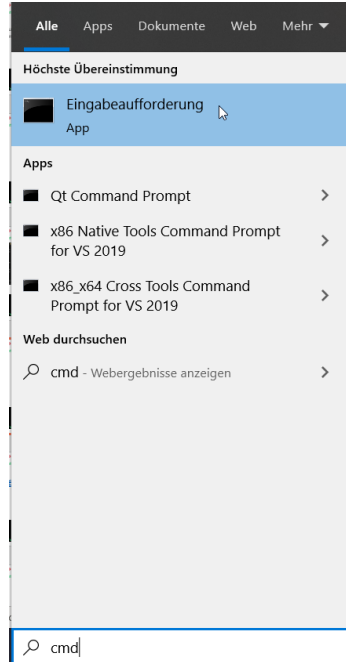 Alle Apps Dokumente Web Mehr
Höchste Übereinstimmung
Eingabeaufforderung
App
Apps
Qt Command Prompt
x86 Native Tools Command Prompt
for VS 2019
x86_x64 Cross Tools Command
Prompt for VS 2019
Web durchsuchen
cmd - Webergebnisse anzeigen
cmd